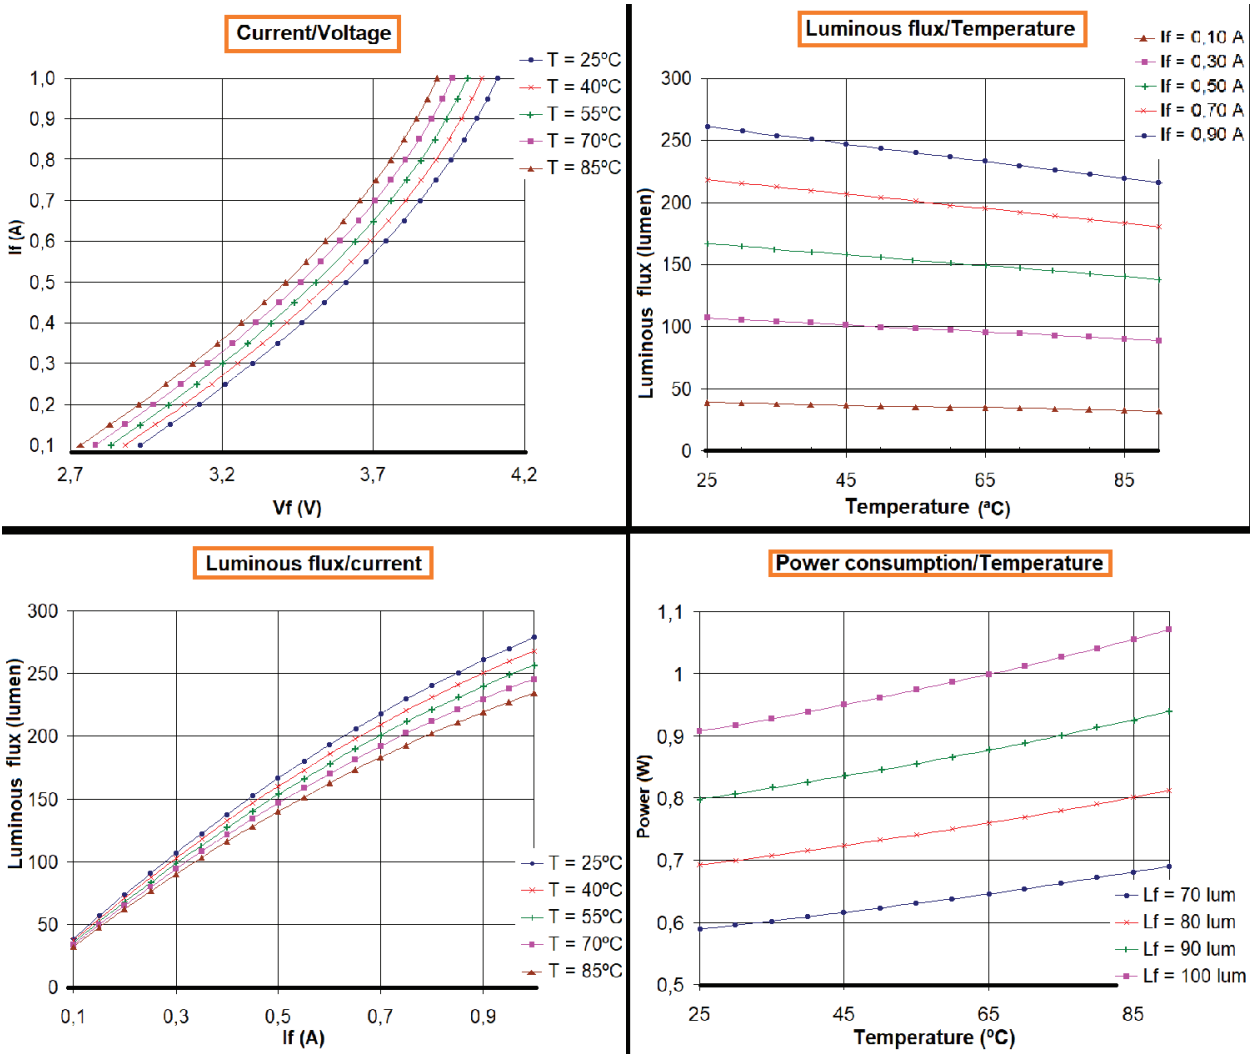 Current/Voltage
T = 25ºC
T = 40ºC
T = 55ºC
T = 70ºC
T = 85ºC
If (A)
1,0
0,9
0,8
0,7
0,6
0,5
0,4
0,3
0,2
0,1
2,7 3,2 3,7 4,2
Vf (V)
Luminous flux/Temperature
If = 0,10 A
If = 0,30 A
If = 0,50 A
If = 0,70 A
If = 0,90 A
Luminous flux (lumen)
300
250
200
150
100
50
0
25 45 65 85
Temperature (ªC)
Luminous flux/current
Luminous flux (lumen)
300
250
200
150
100
50
0
T = 25ºC
T = 40ºC
T = 55ºC
T = 70ºC
T = 85ºC
0,1 0,3 0,5 0,7 0,9
If (A)
Power consumption/Temperature
Power (W)
1,1
1
0,9
0,8
0,7
0,6
0,5
Lf = 70 lum
Lf = 80 lum
Lf = 90 lum
Lf = 100 lum
25 45 65 85
Temperature (ºC)